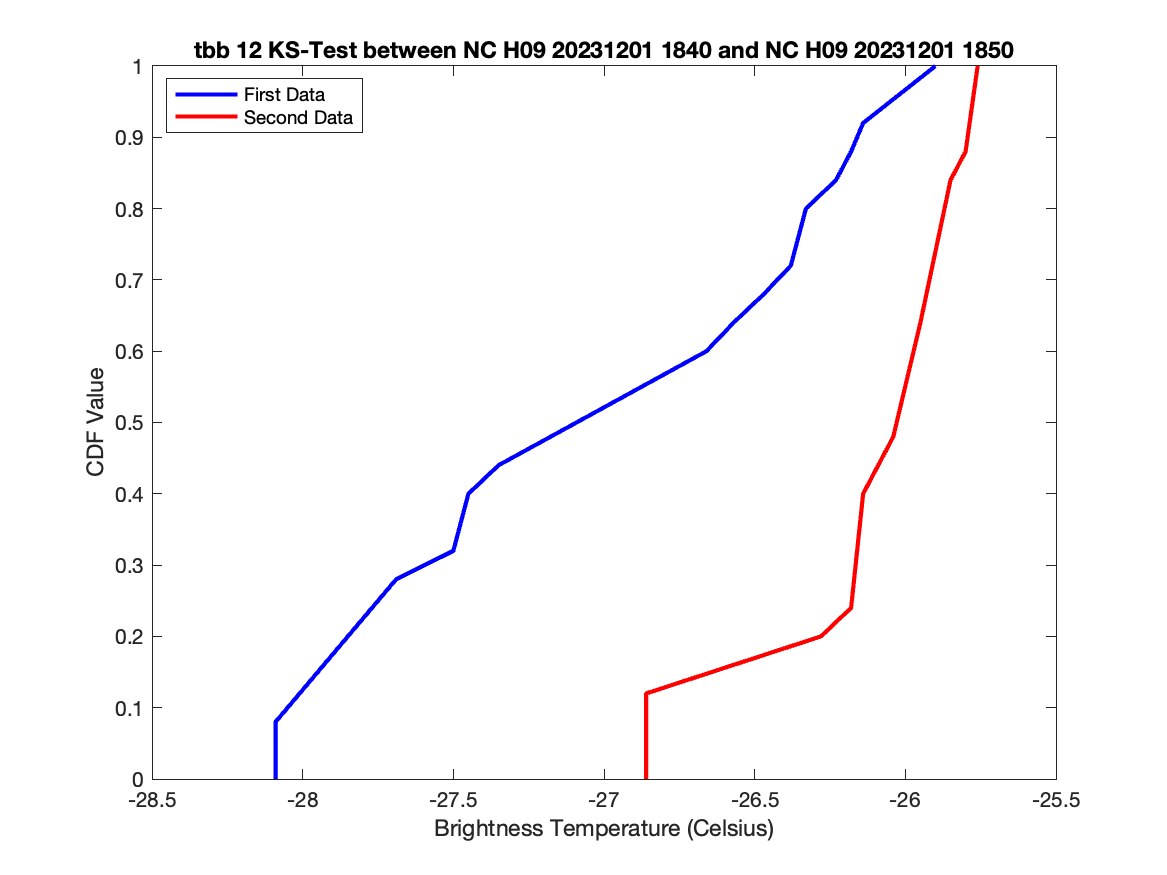 tbb 12 KS-Test between NC H09 20231201 1840 and NC H09 20231201 1850
First Data
Second Data
1
0.9
0.8
0.7
0.6
0.5
0.4
0.3
0.2
0.1
0
CDF Value
-28.5 -28 -27.5 -27 -26.5 -26 -25.5
Brightness Temperature (Celsius)